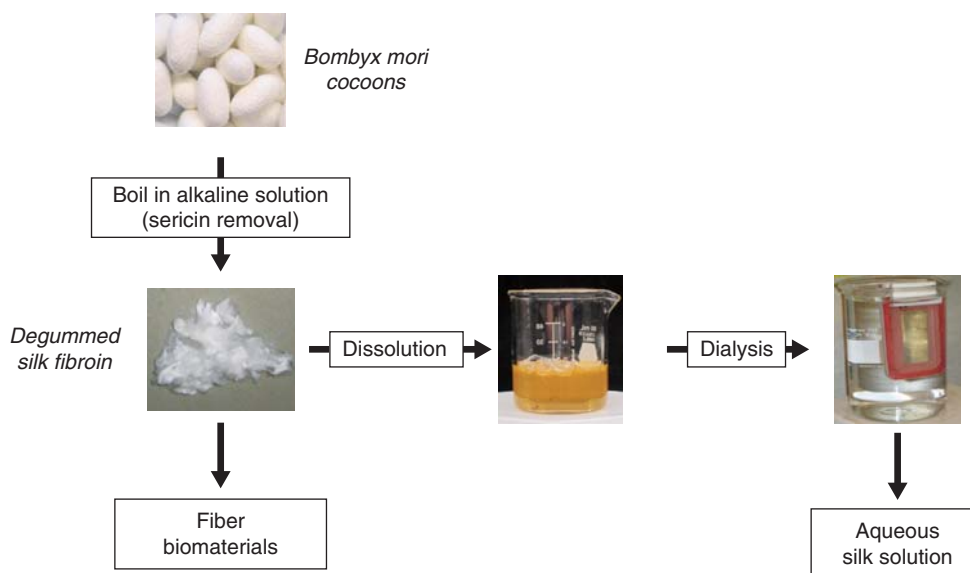 Bombyx mori
cocoons
Boil in alkaline solution
(sericin removal)
Degummed
silk fibroin
Dissolution
Dialysis
Fiber
biomaterials
Aqueous
silk solution